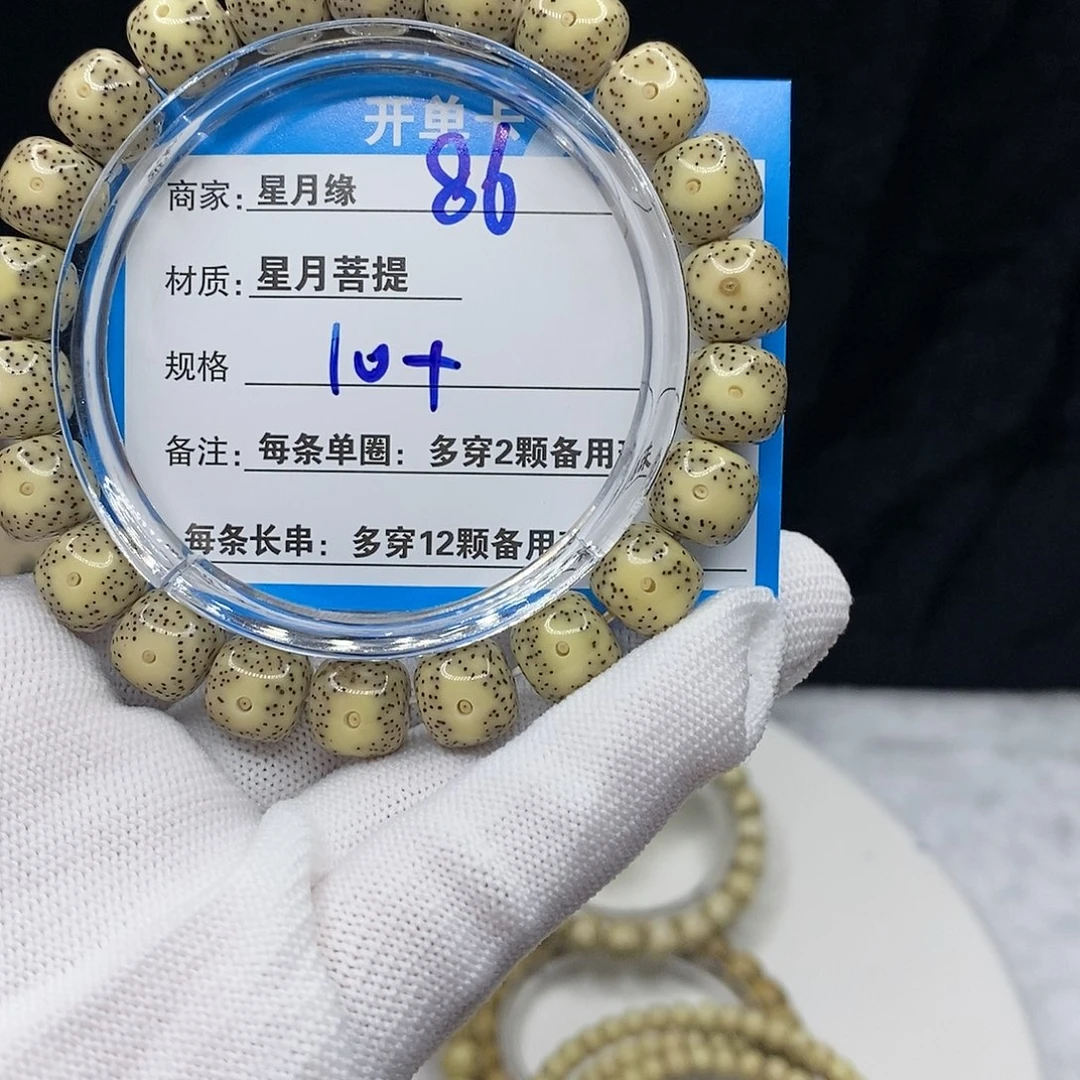 开单卡
86
商家: 星月缘
材质: 星月菩提
规格 10+
备注: 每条单圈: 多穿2颗备用
每条长串: 多穿12颗备用